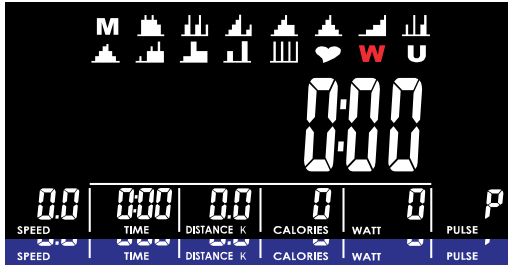 M
W U
0:00
0.0 0:00 0.0 0 0 P
SPEED TIME DISTANCE K CALORIES WATT PULSE
SPEED TIME DISTANCE K CALORIES WATT PULSE